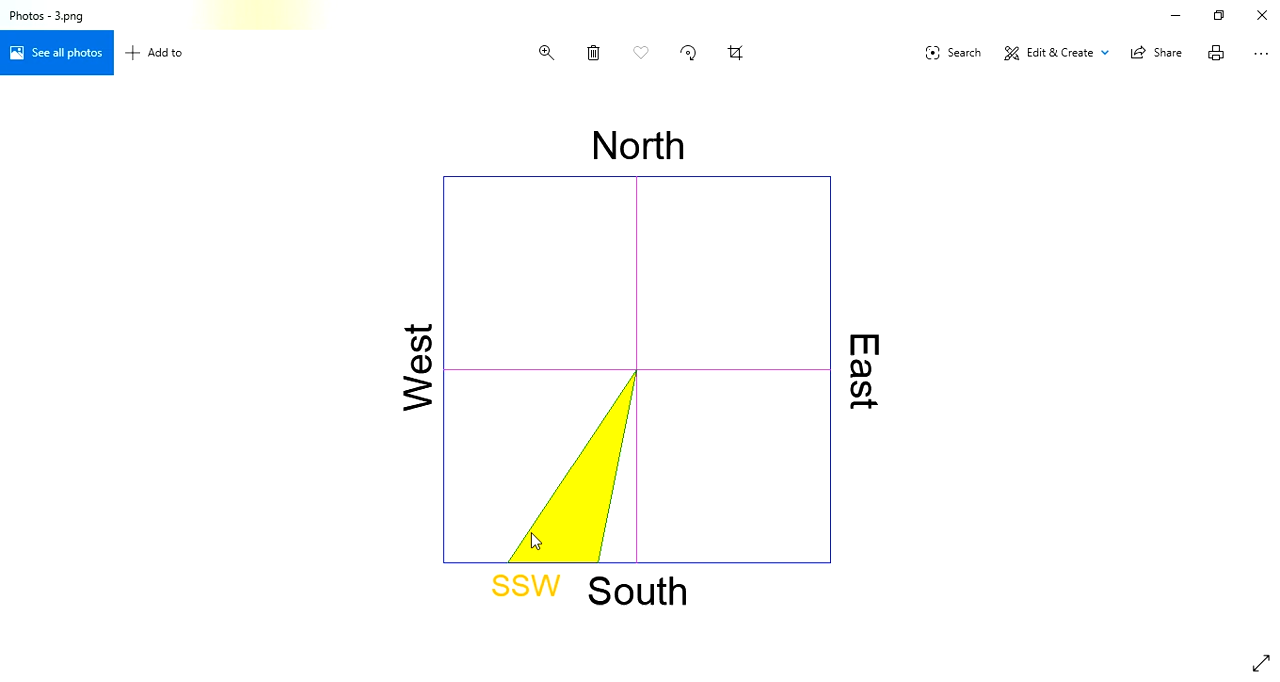 Photos - 3.png
See all photos
Add to
Search
Edit & Create
Share
North
West
East
SSW
South